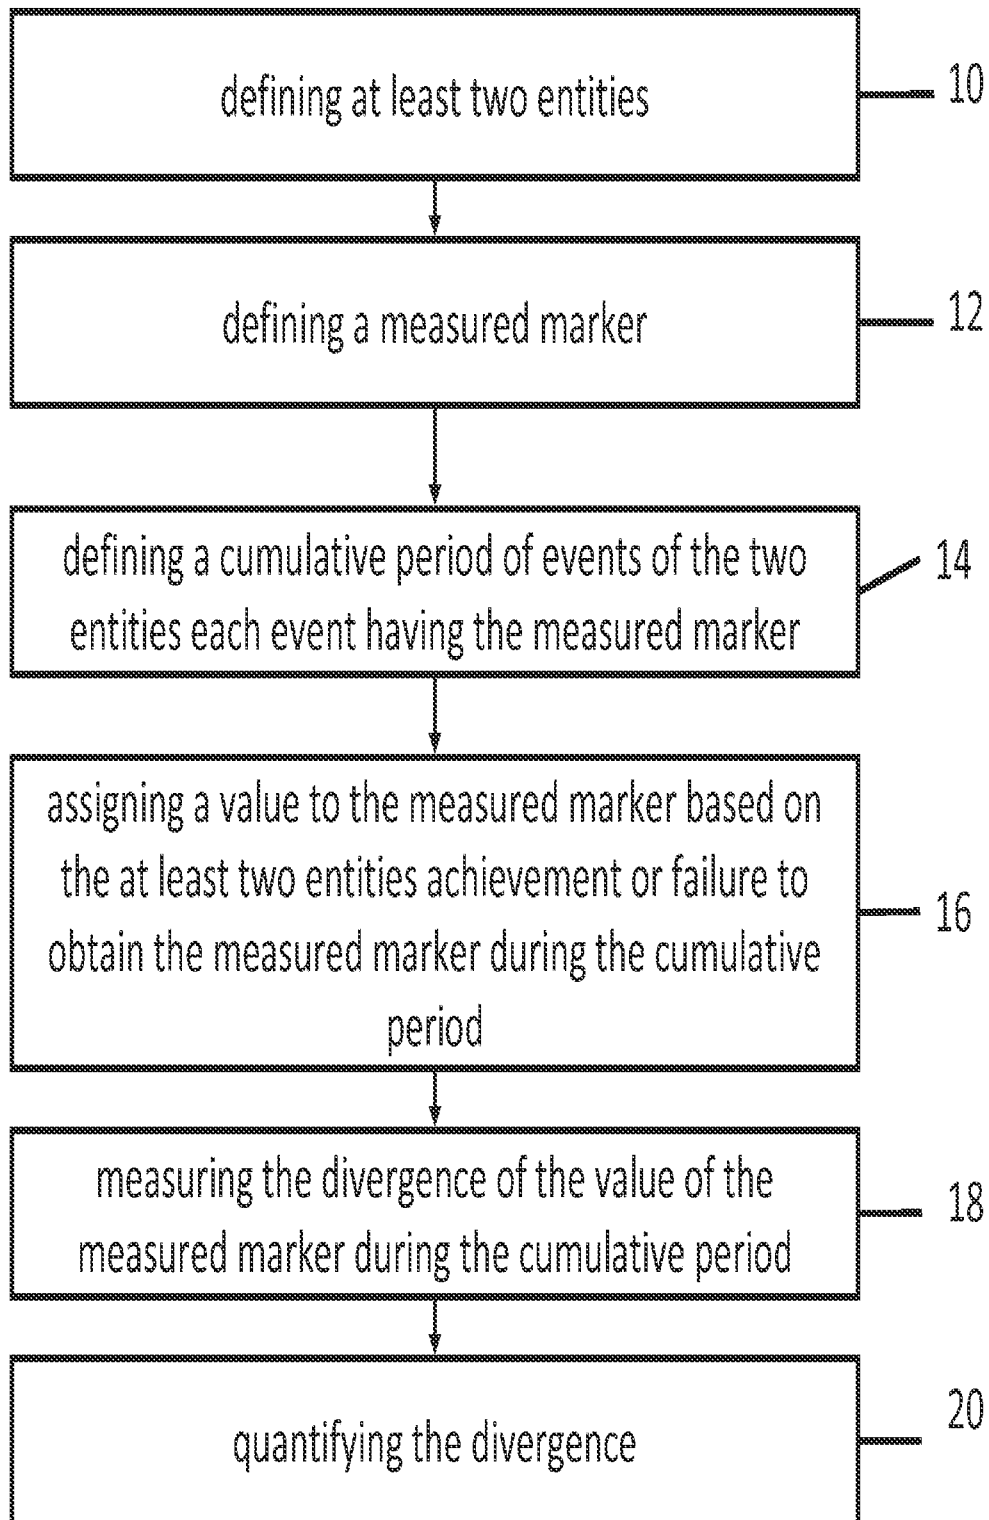 defining at least two entities
10
defining a measured marker
12
defining a cumulative period of events of the two
entities each event having the measured marker
14
assigning a value to the measured marker based on
the at least two entities achievement or failure to
obtain the measured marker during the cumulative
period
16
measuring the divergence of the value of the
measured marker during the cumulative period
18
quantifying the divergence
20